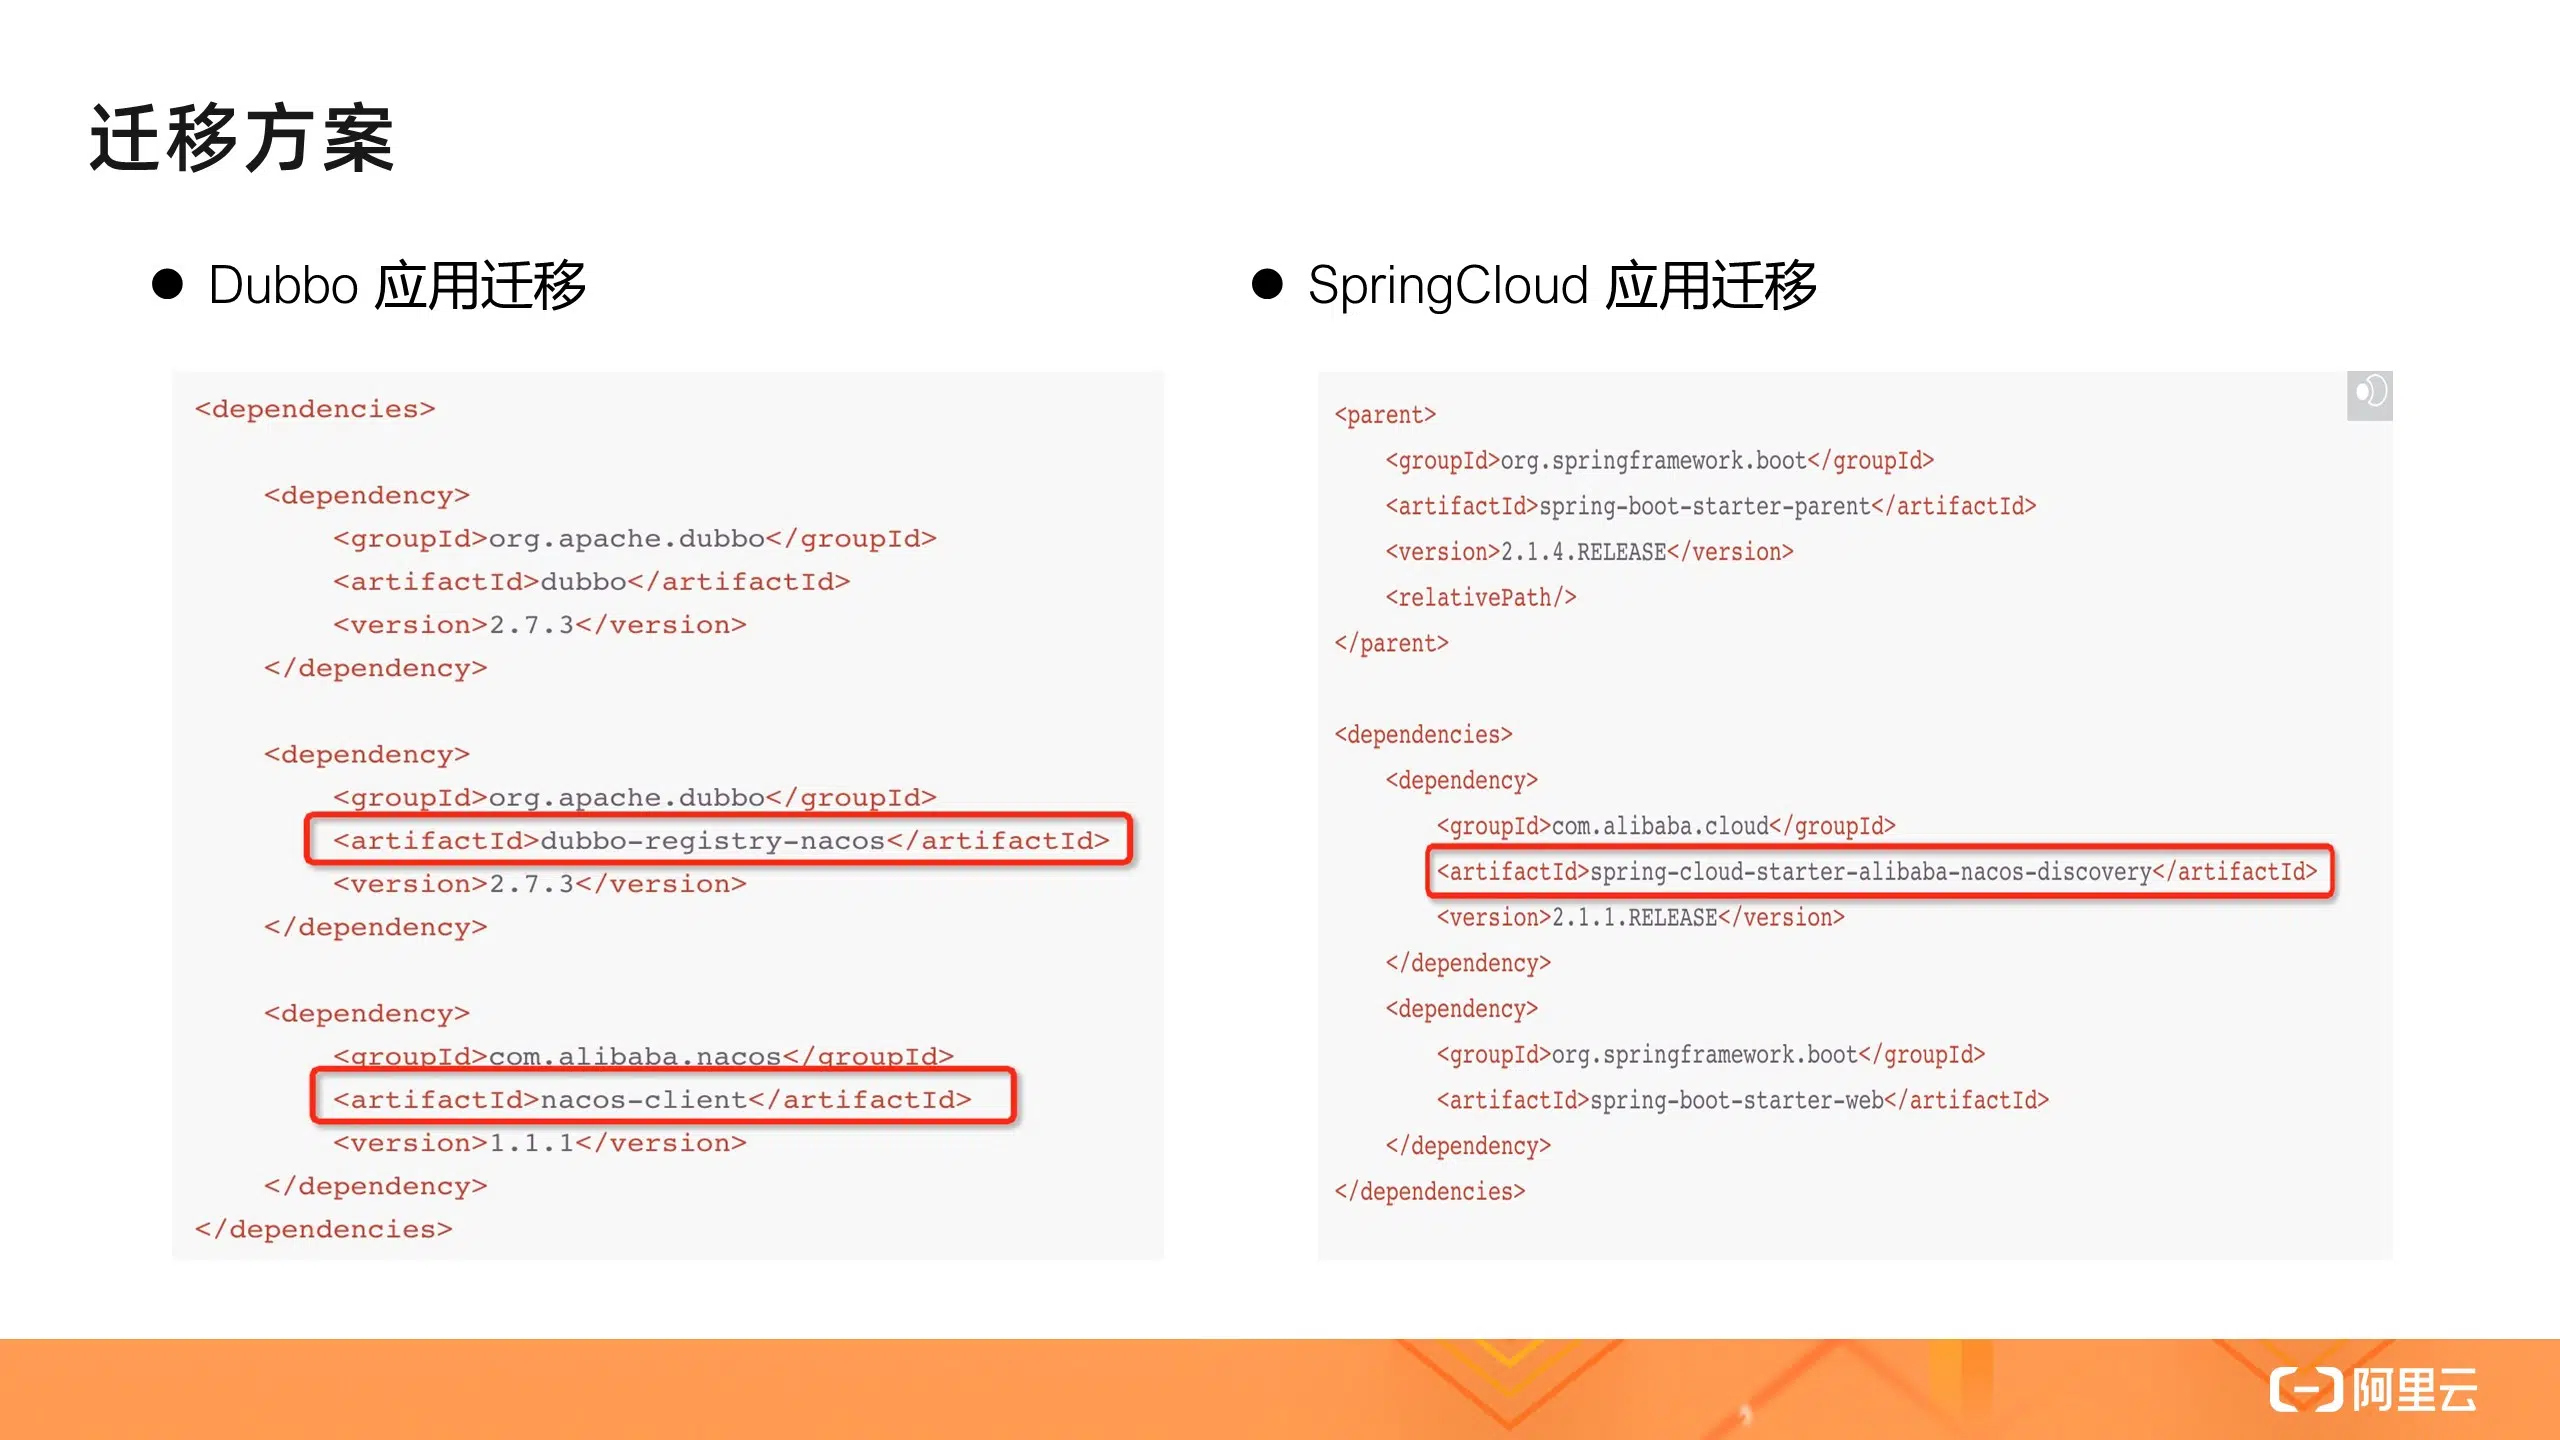 迁移方案
● Dubbo 应用迁移
<dependencies>
<dependency>
<groupId>org.apache.dubbo</groupId>
<artifactId>dubbo</artifactId>
<version>2.7.3</version>
</dependency>
<dependency>
<groupId>org.apache.dubbo</groupId>
<artifactId>dubbo-registry-nacos</artifactId>
<version>2.7.3</version>
</dependency>
<dependency>
<groupId>com.alibaba.nacos</groupId>
<artifactId>nacos-client</artifactId>
<version>1.1.1</version>
</dependency>
</dependencies>
● SpringCloud 应用迁移
<parent>
<groupId>org.springframework.boot</groupId>
<artifactId>spring-boot-starter-parent</artifactId>
<version>2.1.4.RELEASE</version>
<relativePath/>
</parent>
<dependencies>
<dependency>
<groupId>com.alibaba.cloud</groupId>
<artifactId>spring-cloud-starter-alibaba-nacos-discovery</artifactId>
<version>2.1.1.RELEASE</version>
</dependency>
<dependency>
<groupId>org.springframework.boot</groupId>
<artifactId>spring-boot-starter-web</artifactId>
</dependency>
</dependencies>
阿里云